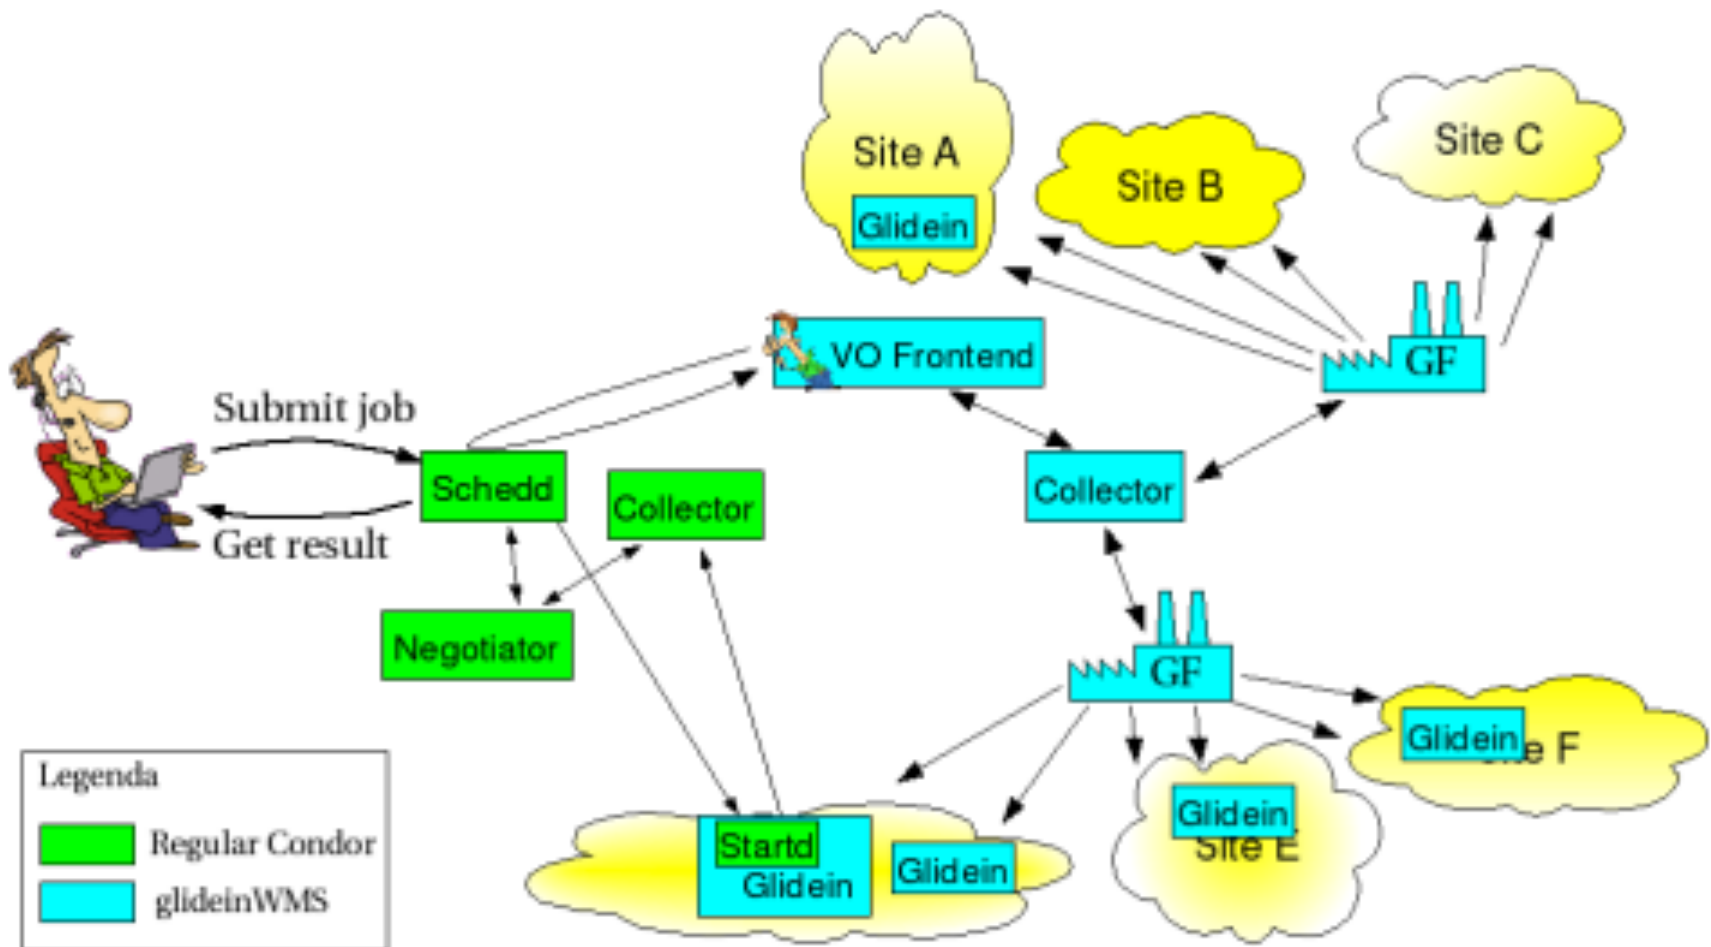 Site A
Glidein
Site B
Site C
VO Frontend
GF
Submit job
Schedd
Collector
Collector
Get result
Negotiator
GF
Glidein
Site F
Glidein
Site E
Startd
Glidein
Glidein
Legenda
Regular Condor
glideinWMS